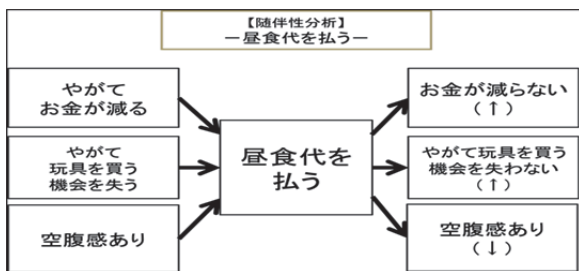 【随伴性分析】
－昼食代を払う－
やがて
お金が減る
やがて
玩具を買う
機会を失う
空腹感あり
昼食代を
払う
お金が減らない
（↑）
やがて玩具を買う
機会を失わない
（↑）
空腹感あり
（↓）